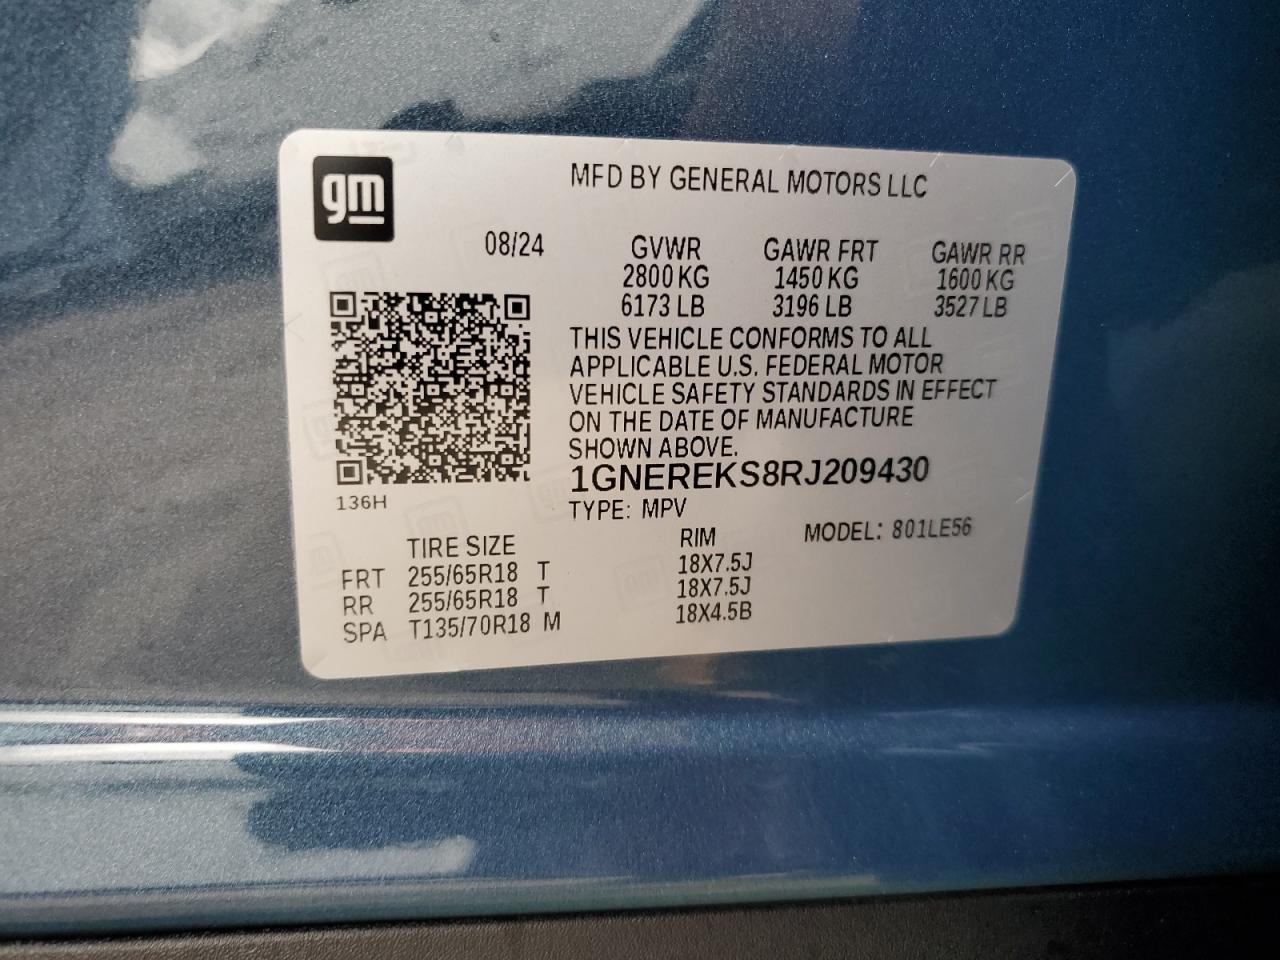 gm
MFD BY GENERAL MOTORS LLC
08/24 GVWR GAWR FRT GAWR RR
2800 KG 1450 KG 1600 KG
6173 LB 3196 LB 3527 LB
THIS VEHICLE CONFORMS TO ALL
APPLICABLE U.S. FEDERAL MOTOR
VEHICLE SAFETY STANDARDS IN EFFECT
ON THE DATE OF MANUFACTURE
SHOWN ABOVE.
1GNEREKS8RJ209430
136H
TYPE: MPV
MODEL: 801LE56
TIRE SIZE RIM
FRT 255/65R18 T 18X7.5J
RR 255/65R18 T 18X7.5J
SPA T135/70R18 M 18X4.5B